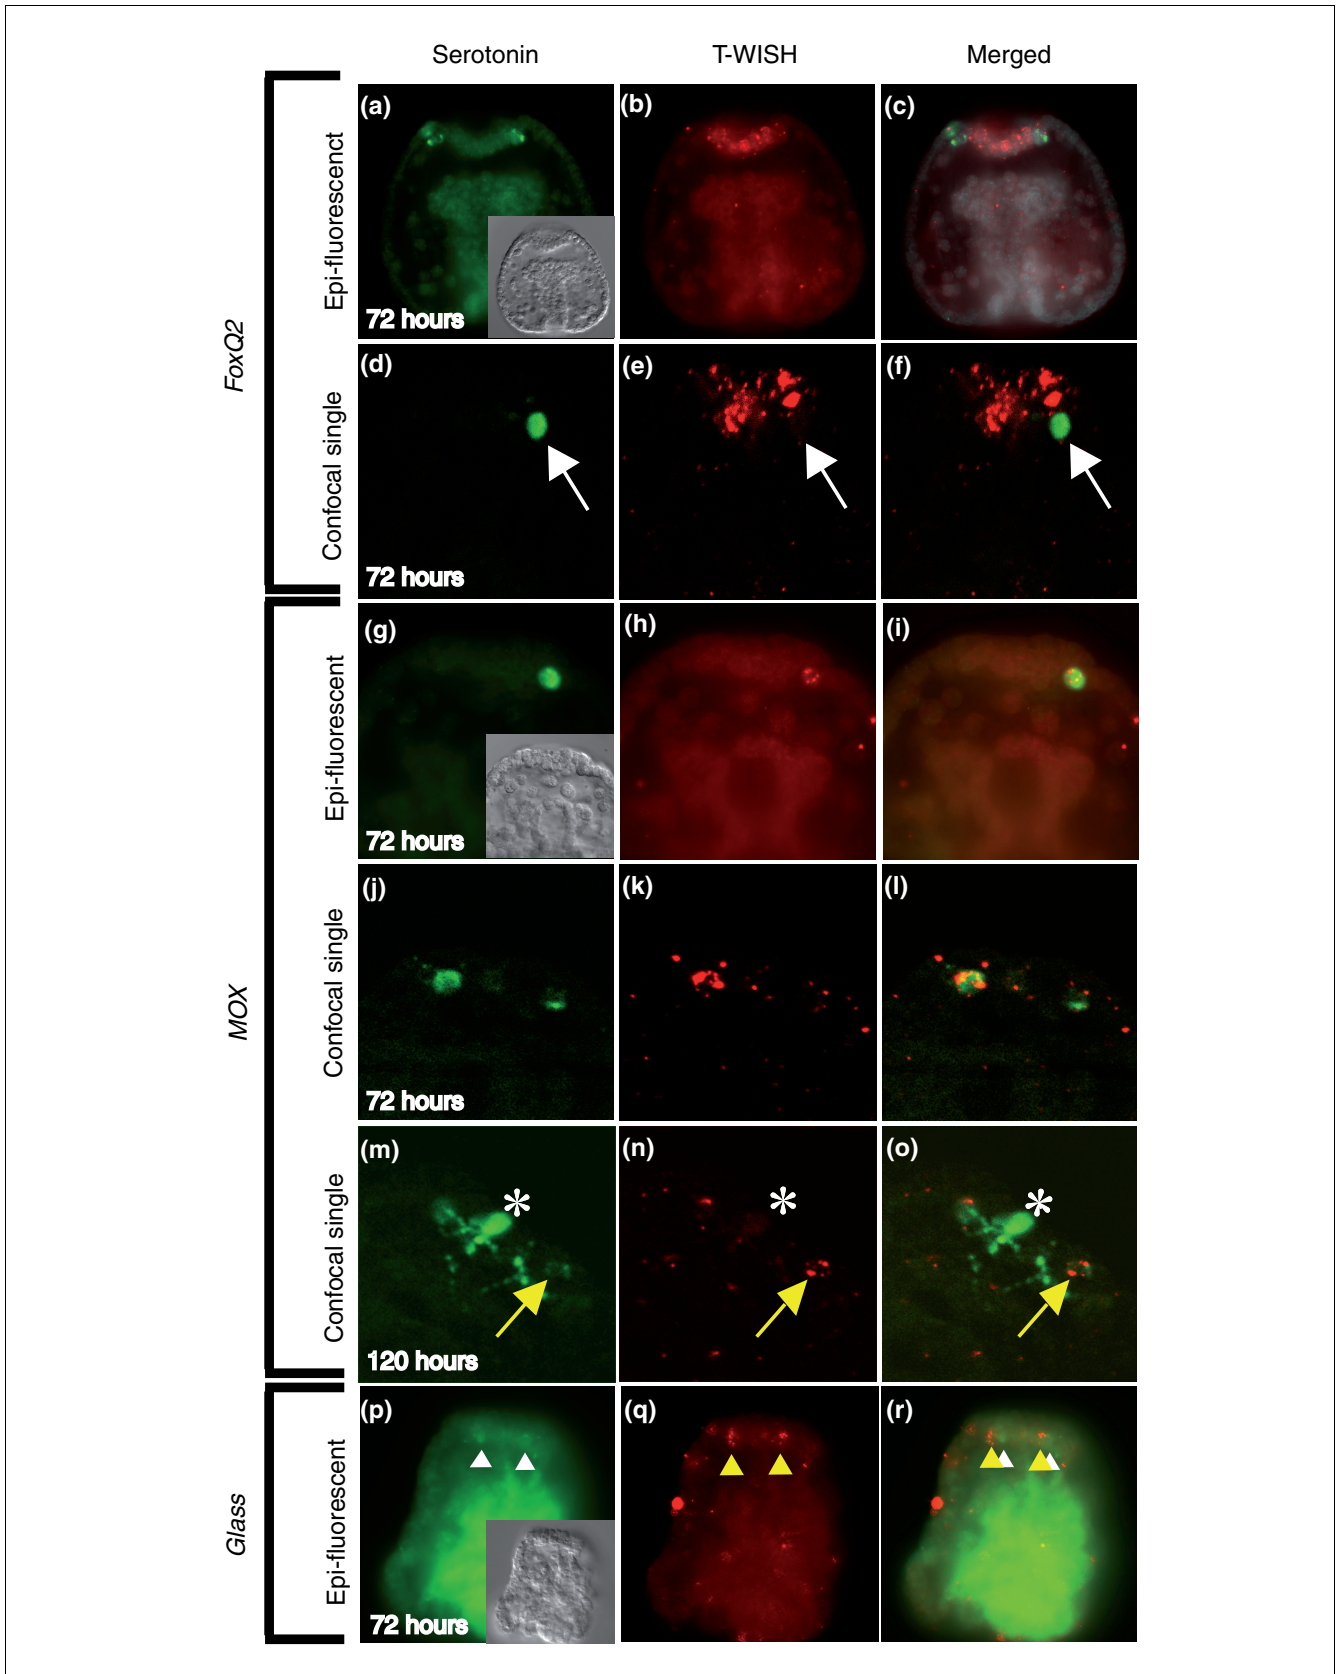 Serotonin T-WISH Merged
FoxQ2
Epi-fluorescenct
(a) (b) (c)
72 hours
Confocal single
(d) (e) (f)
72 hours
MOX
Epi-fluorescent
(g) (h) (i)
72 hours
Confocal single
(j) (k) (l)
72 hours
Confocal single
(m) (n) (o)
* * *
120 hours
Glass
Epi-fluorescent
(p) (q) (r)
72 hours